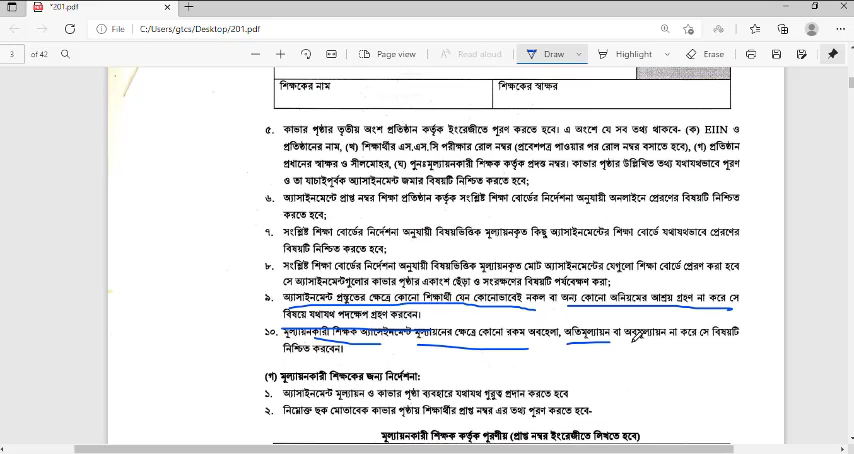 *201.pdf
File
C:/Users/gtcs/Desktop/201.pdf
3 of 42
Page view
Read aloud
Draw
Highlight
Erase
শিক্ষকের নাম
শিক্ষকের স্বাক্ষর
৫. কাভার পৃষ্ঠার তৃতীয় অংশ প্রতিষ্ঠান কর্তৃক ইংরেজীতে পূরণ করতে হবে। এ অংশে যে সব তথ্য থাকবে- (ক) EIIN ও
প্রতিষ্ঠানের নাম, (খ) শিক্ষার্থীর এস.এস.সি পরীক্ষার রোল নম্বর (প্রবেশপত্র পাওয়ার পর রোল নম্বর বসাতে হবে), (গ) প্রতিষ্ঠান
প্রধানের স্বাক্ষর ও সীলমোহর, (ঘ) পুনঃমূল্যায়নকারী শিক্ষক কর্তৃক প্রদত্ত নম্বর। কাভার পৃষ্ঠার উল্লিখিত তথ্য যথাযথভাবে পূরণ
ও তা যাচাইপূর্বক অ্যাসাইনমেন্ট জমার বিষয়টি নিশ্চিত করতে হবে;
৬. অ্যাসাইনমেন্টে প্রাপ্ত নম্বর শিক্ষা প্রতিষ্ঠান কর্তৃক সংশ্লিষ্ট শিক্ষা বোর্ডের নির্দেশনা অনুযায়ী অনলাইনে প্রেরণের বিষয়টি নিশ্চিত
করতে হবে;
৭. সংশ্লিষ্ট শিক্ষা বোর্ডের নির্দেশনা অনুযায়ী বিষয়ভিত্তিক মূল্যায়নকৃত কিছু অ্যাসাইনমেন্টের শিক্ষা বোর্ডে যথাযথভাবে প্রেরণের
বিষয়টি নিশ্চিত করতে হবে;
৮. সংশ্লিষ্ট শিক্ষা বোর্ডের নির্দেশনা অনুযায়ী বিষয়ভিত্তিক মূল্যায়নকৃত মোট অ্যাসাইনমেন্টের যেগুলো শিক্ষা বোর্ডে প্রেরণ করা হবে
সে অ্যাসাইনমেন্টগুলোর কাভার পৃষ্ঠার একাংশ ছেঁড়া ও সংরক্ষণের বিষয়টি পর্যবেক্ষণ করা;
৯. অ্যাসাইনমেন্ট প্রস্তুতের ক্ষেত্রে কোনো শিক্ষার্থী যেন কোনোভাবেই নকল বা অন্য কোনো অনিয়মের আশ্রয় গ্রহণ না করে সে
বিষয়ে যথাযথ পদক্ষেপ গ্রহণ করবেন।
১০. মূল্যায়নকারী শিক্ষক অ্যাসেইনমেন্ট মূল্যায়নের ক্ষেত্রে কোনো রকম অবহেলা, অতিমূল্যায়ন বা অবমূল্যায়ন না করে সে বিষয়টি
নিশ্চিত করবেন।
(গ) মূল্যায়নকারী শিক্ষকের জন্য নির্দেশনা:
১. অ্যাসাইনমেন্ট মূল্যায়ন ও কাভার পৃষ্ঠা ব্যবহারে যথাযথ গুরুত্ব প্রদান করতে হবে
২. নিম্নোক্ত ছক মোতাবেক কাভার পৃষ্ঠায় শিক্ষার্থীর প্রাপ্ত নম্বর এর তথ্য পূরণ করতে হবে-
মূল্যায়নকারী শিক্ষক কর্তৃক পূরণীয় (প্রাপ্ত নম্বর ইংরেজীতে লিখতে হবে)